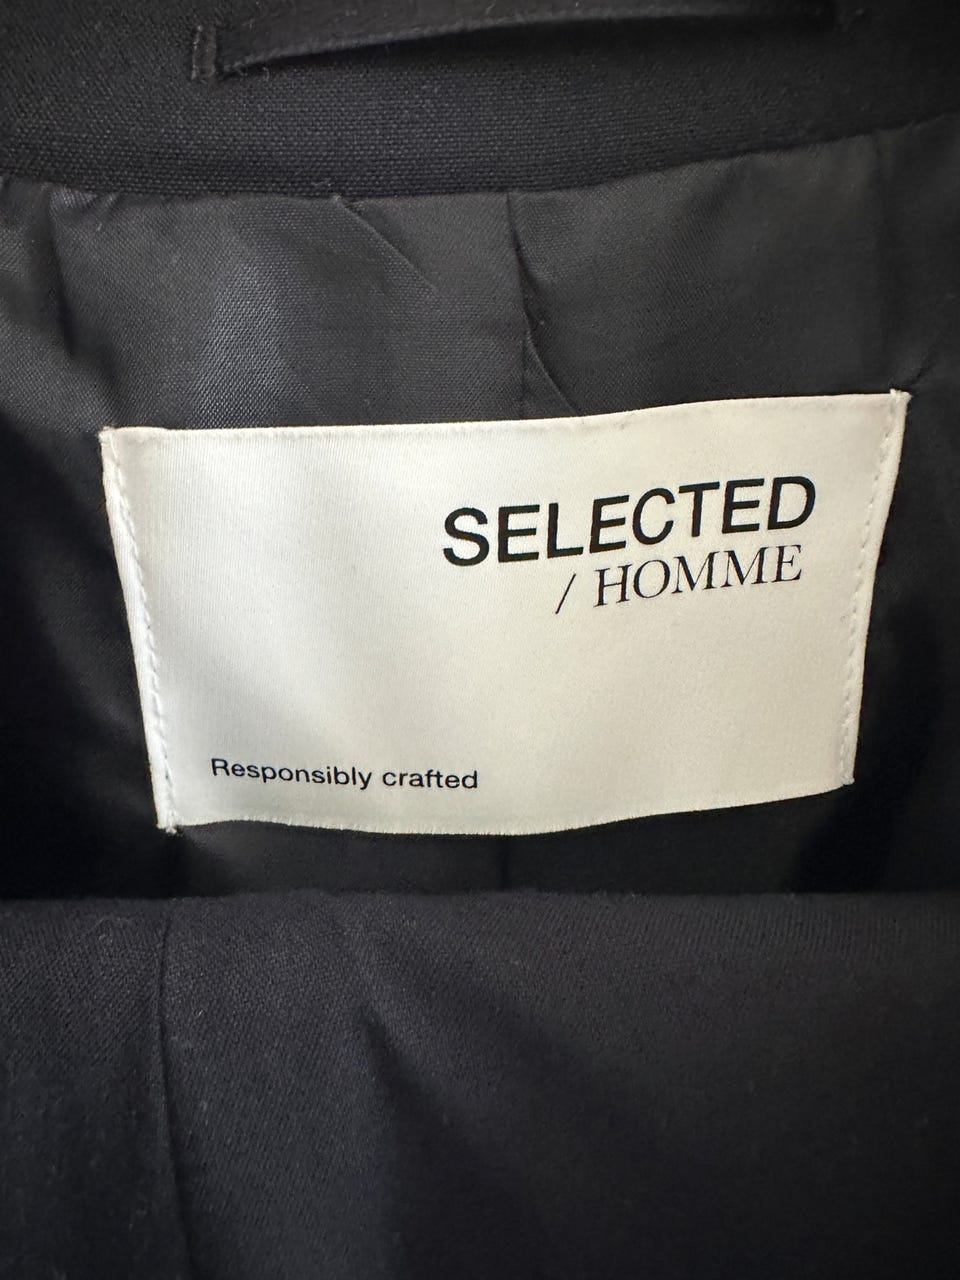 SELECTED
/ HOMME
Responsibly crafted